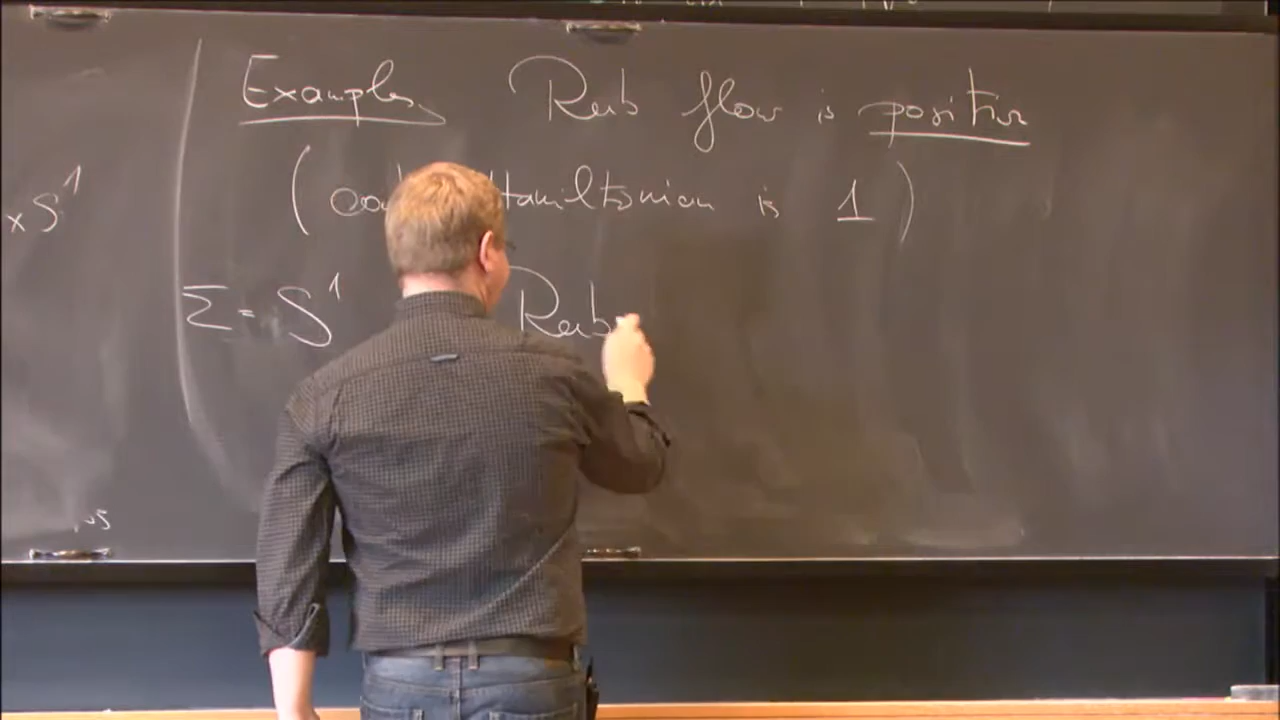 x S¹
Examples Reeb flow is positive
( Hamiltonian is 1 )
Σ = S¹ Reeb